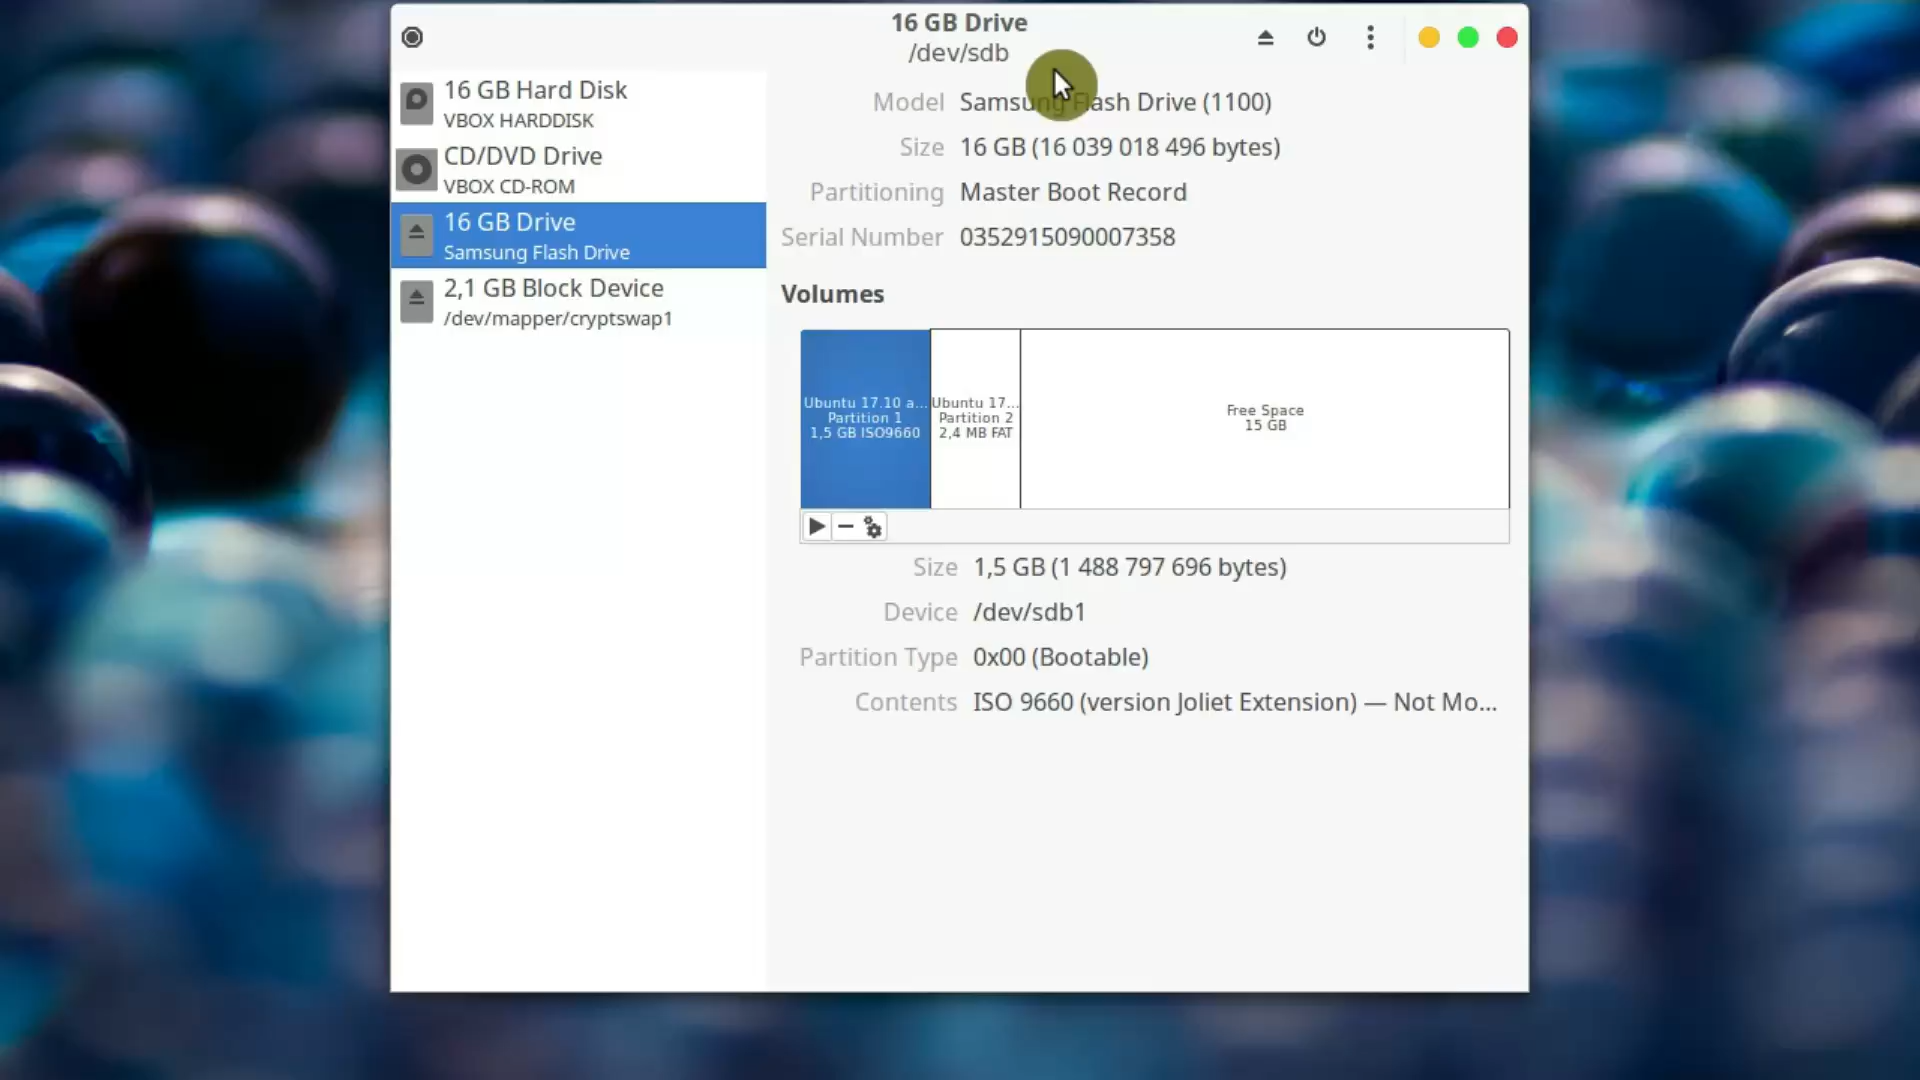 16 GB Drive
/dev/sdb
16 GB Hard Disk
VBOX HARDDISK
CD/DVD Drive
VBOX CD-ROM
16 GB Drive
Samsung Flash Drive
2,1 GB Block Device
/dev/mapper/cryptswap1
Model Samsung Flash Drive (1100)
Size 16 GB (16 039 018 496 bytes)
Partitioning Master Boot Record
Serial Number 0352915090007358
Volumes
Ubuntu 17.10 a...
Partition 1
1,5 GB ISO9660
Ubuntu 17...
Partition 2
2,4 MB FAT
Free Space
15 GB
Size 1,5 GB (1 488 797 696 bytes)
Device /dev/sdb1
Partition Type 0x00 (Bootable)
Contents ISO 9660 (version Joliet Extension) — Not Mo...